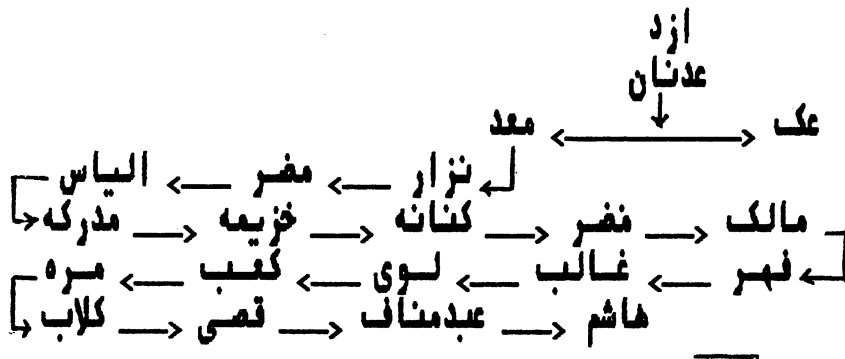 ازد
عدنان
عک معد
نزار مضر الیاس
مدرکه خزیمه کنانه نضر مالک
فهر غالب لوی کعب مره
کلاب قصی عبدمناف هاشم